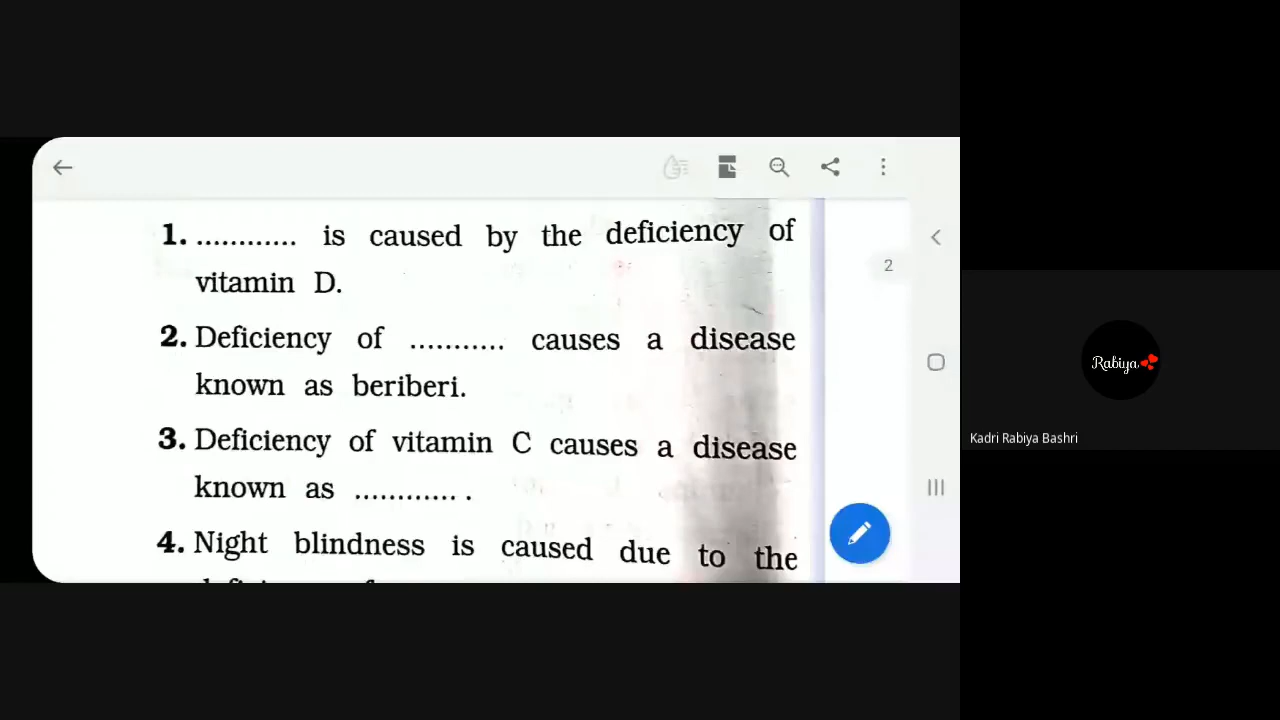 1. ............ is caused by the deficiency of
vitamin D.
2. Deficiency of ........... causes a disease
known as beriberi.
3. Deficiency of vitamin C causes a disease
known as ............. .
4. Night blindness is caused due to the
2
Rabiya
Kadri Rabiya Bashri